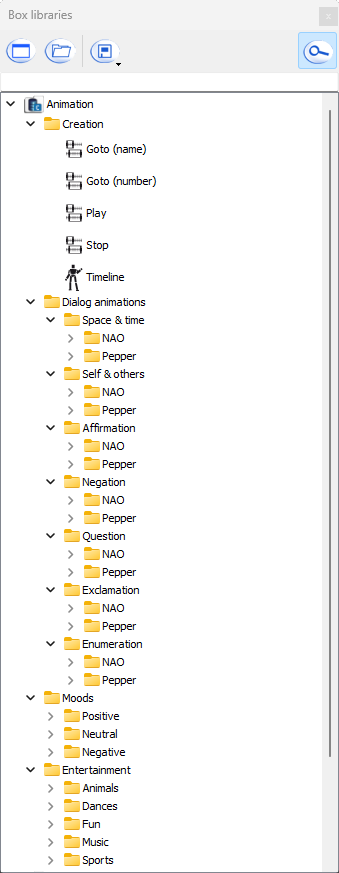 Box libraries
Animation
Creation
Goto (name)
Goto (number)
Play
Stop
Timeline
Dialog animations
Space & time
NAO
Pepper
Self & others
NAO
Pepper
Affirmation
NAO
Pepper
Negation
NAO
Pepper
Question
NAO
Pepper
Exclamation
NAO
Pepper
Enumeration
NAO
Pepper
Moods
Positive
Neutral
Negative
Entertainment
Animals
Dances
Fun
Music
Sports